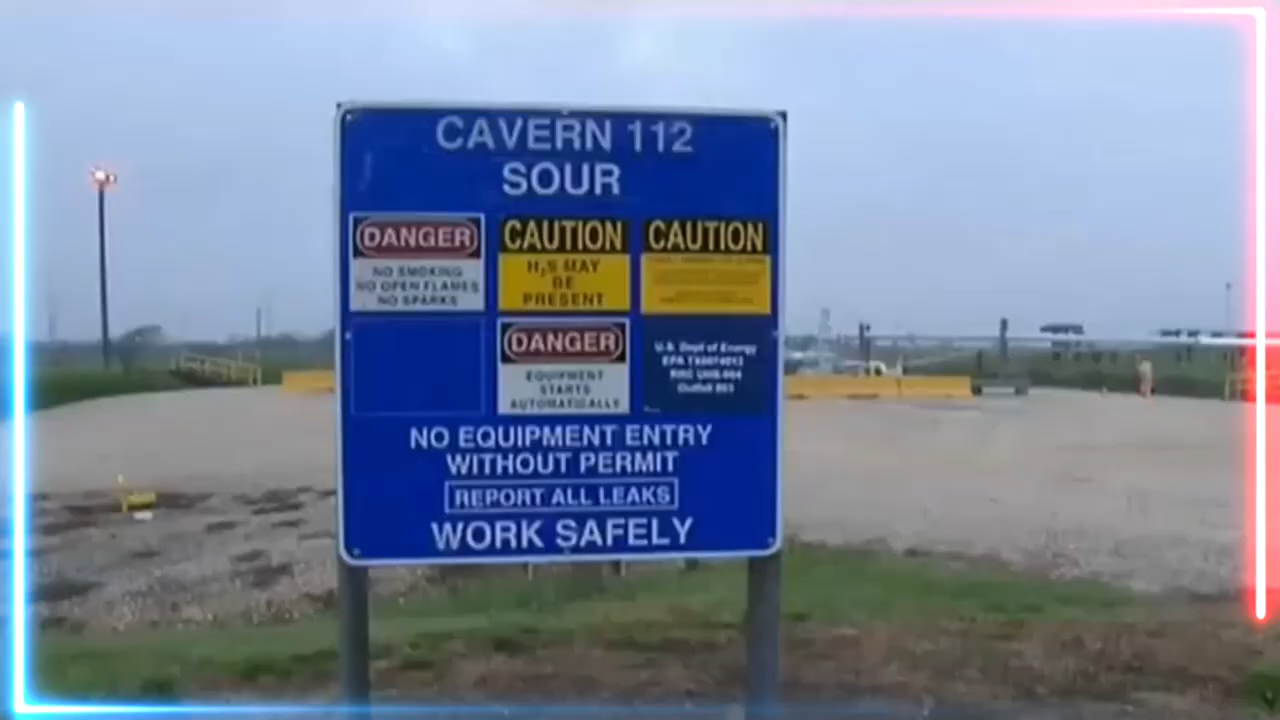 CAVERN 112
SOUR
DANGER
NO SMOKING
NO OPEN FLAMES
NO SPARKS
CAUTION
H₂S MAY
BE
PRESENT
CAUTION
DANGER
EQUIPMENT
STARTS
AUTOMATICALLY
U.S. Dept of Energy
NO EQUIPMENT ENTRY
WITHOUT PERMIT
REPORT ALL LEAKS
WORK SAFELY